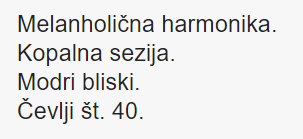 Melanholična harmonika.
Kopalna sezija.
Modri bliski.
Čevlji št. 40.